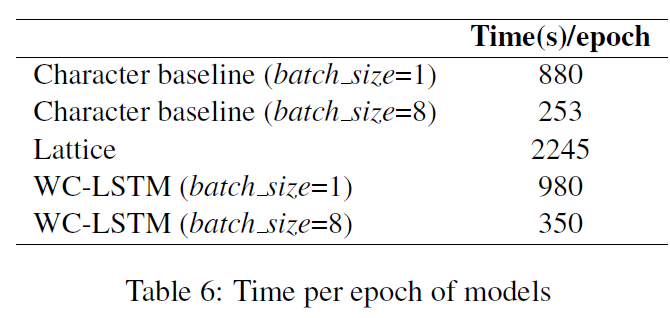 Time(s)/epoch
Character baseline (batch_size=1) 880
Character baseline (batch_size=8) 253
Lattice 2245
WC-LSTM (batch_size=1) 980
WC-LSTM (batch_size=8) 350
Table 6: Time per epoch of models